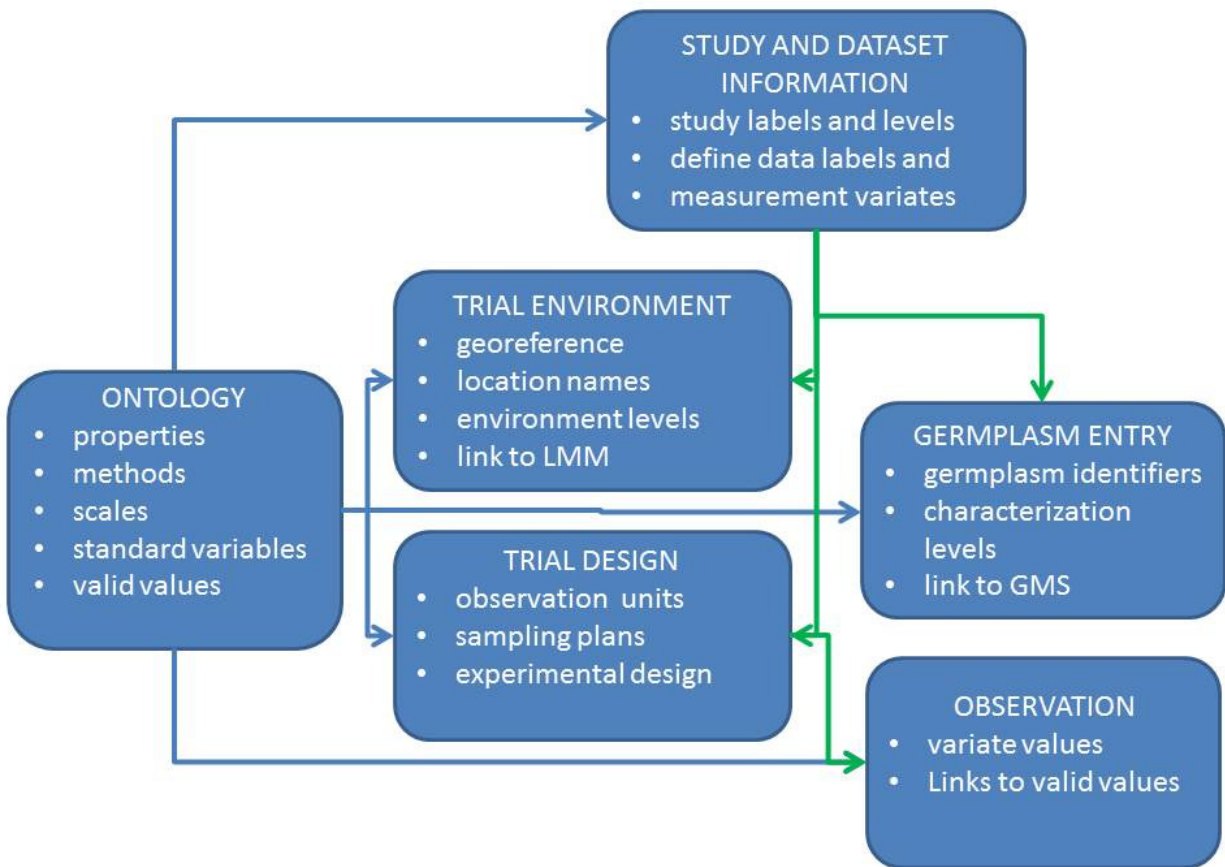 STUDY AND DATASET
INFORMATION
• study labels and levels
• define data labels and
• measurement variates
TRIAL ENVIRONMENT
• georeference
• location names
• environment levels
• link to LMM
ONTOLOGY
• properties
• methods
• scales
• standard variables
• valid values
GERMPLASM ENTRY
• germplasm identifiers
• characterization
levels
• link to GMS
TRIAL DESIGN
• observation units
• sampling plans
• experimental design
OBSERVATION
• variate values
• Links to valid values